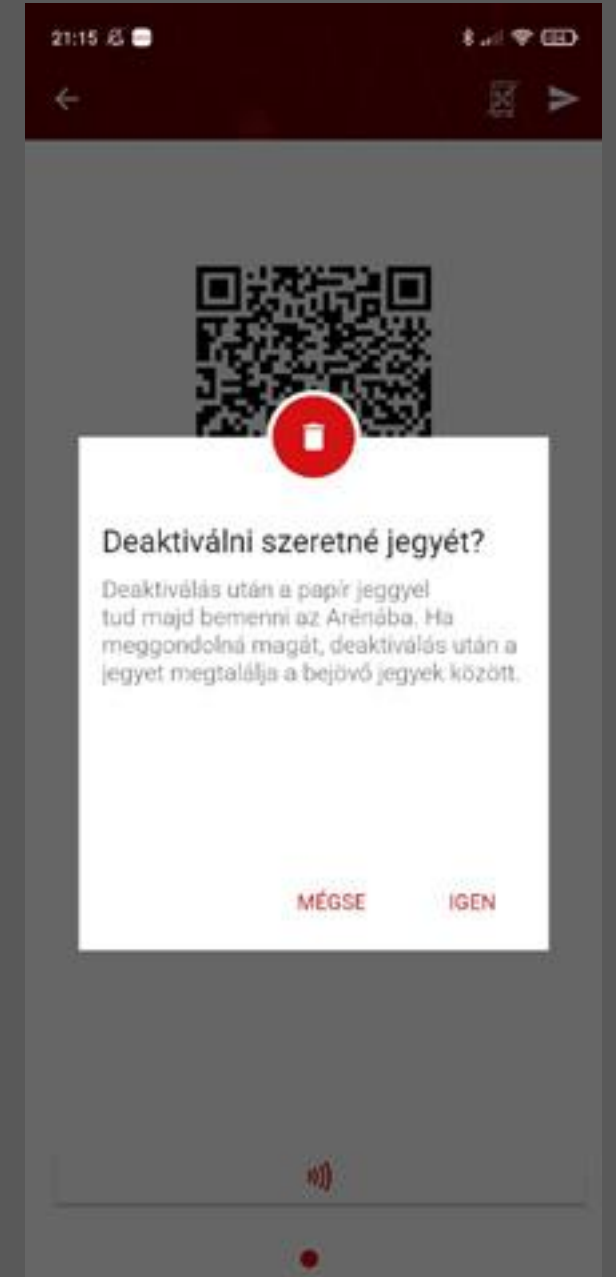 21:15
Deaktiválni szeretné jegyét?
Deaktiválás után a papír jeggyel
tud majd bemenni az Arénába. Ha
meggondolná magát, deaktiválás után a
jegyet megtalálja a bejövő jegyek között.
MÉGSE IGEN